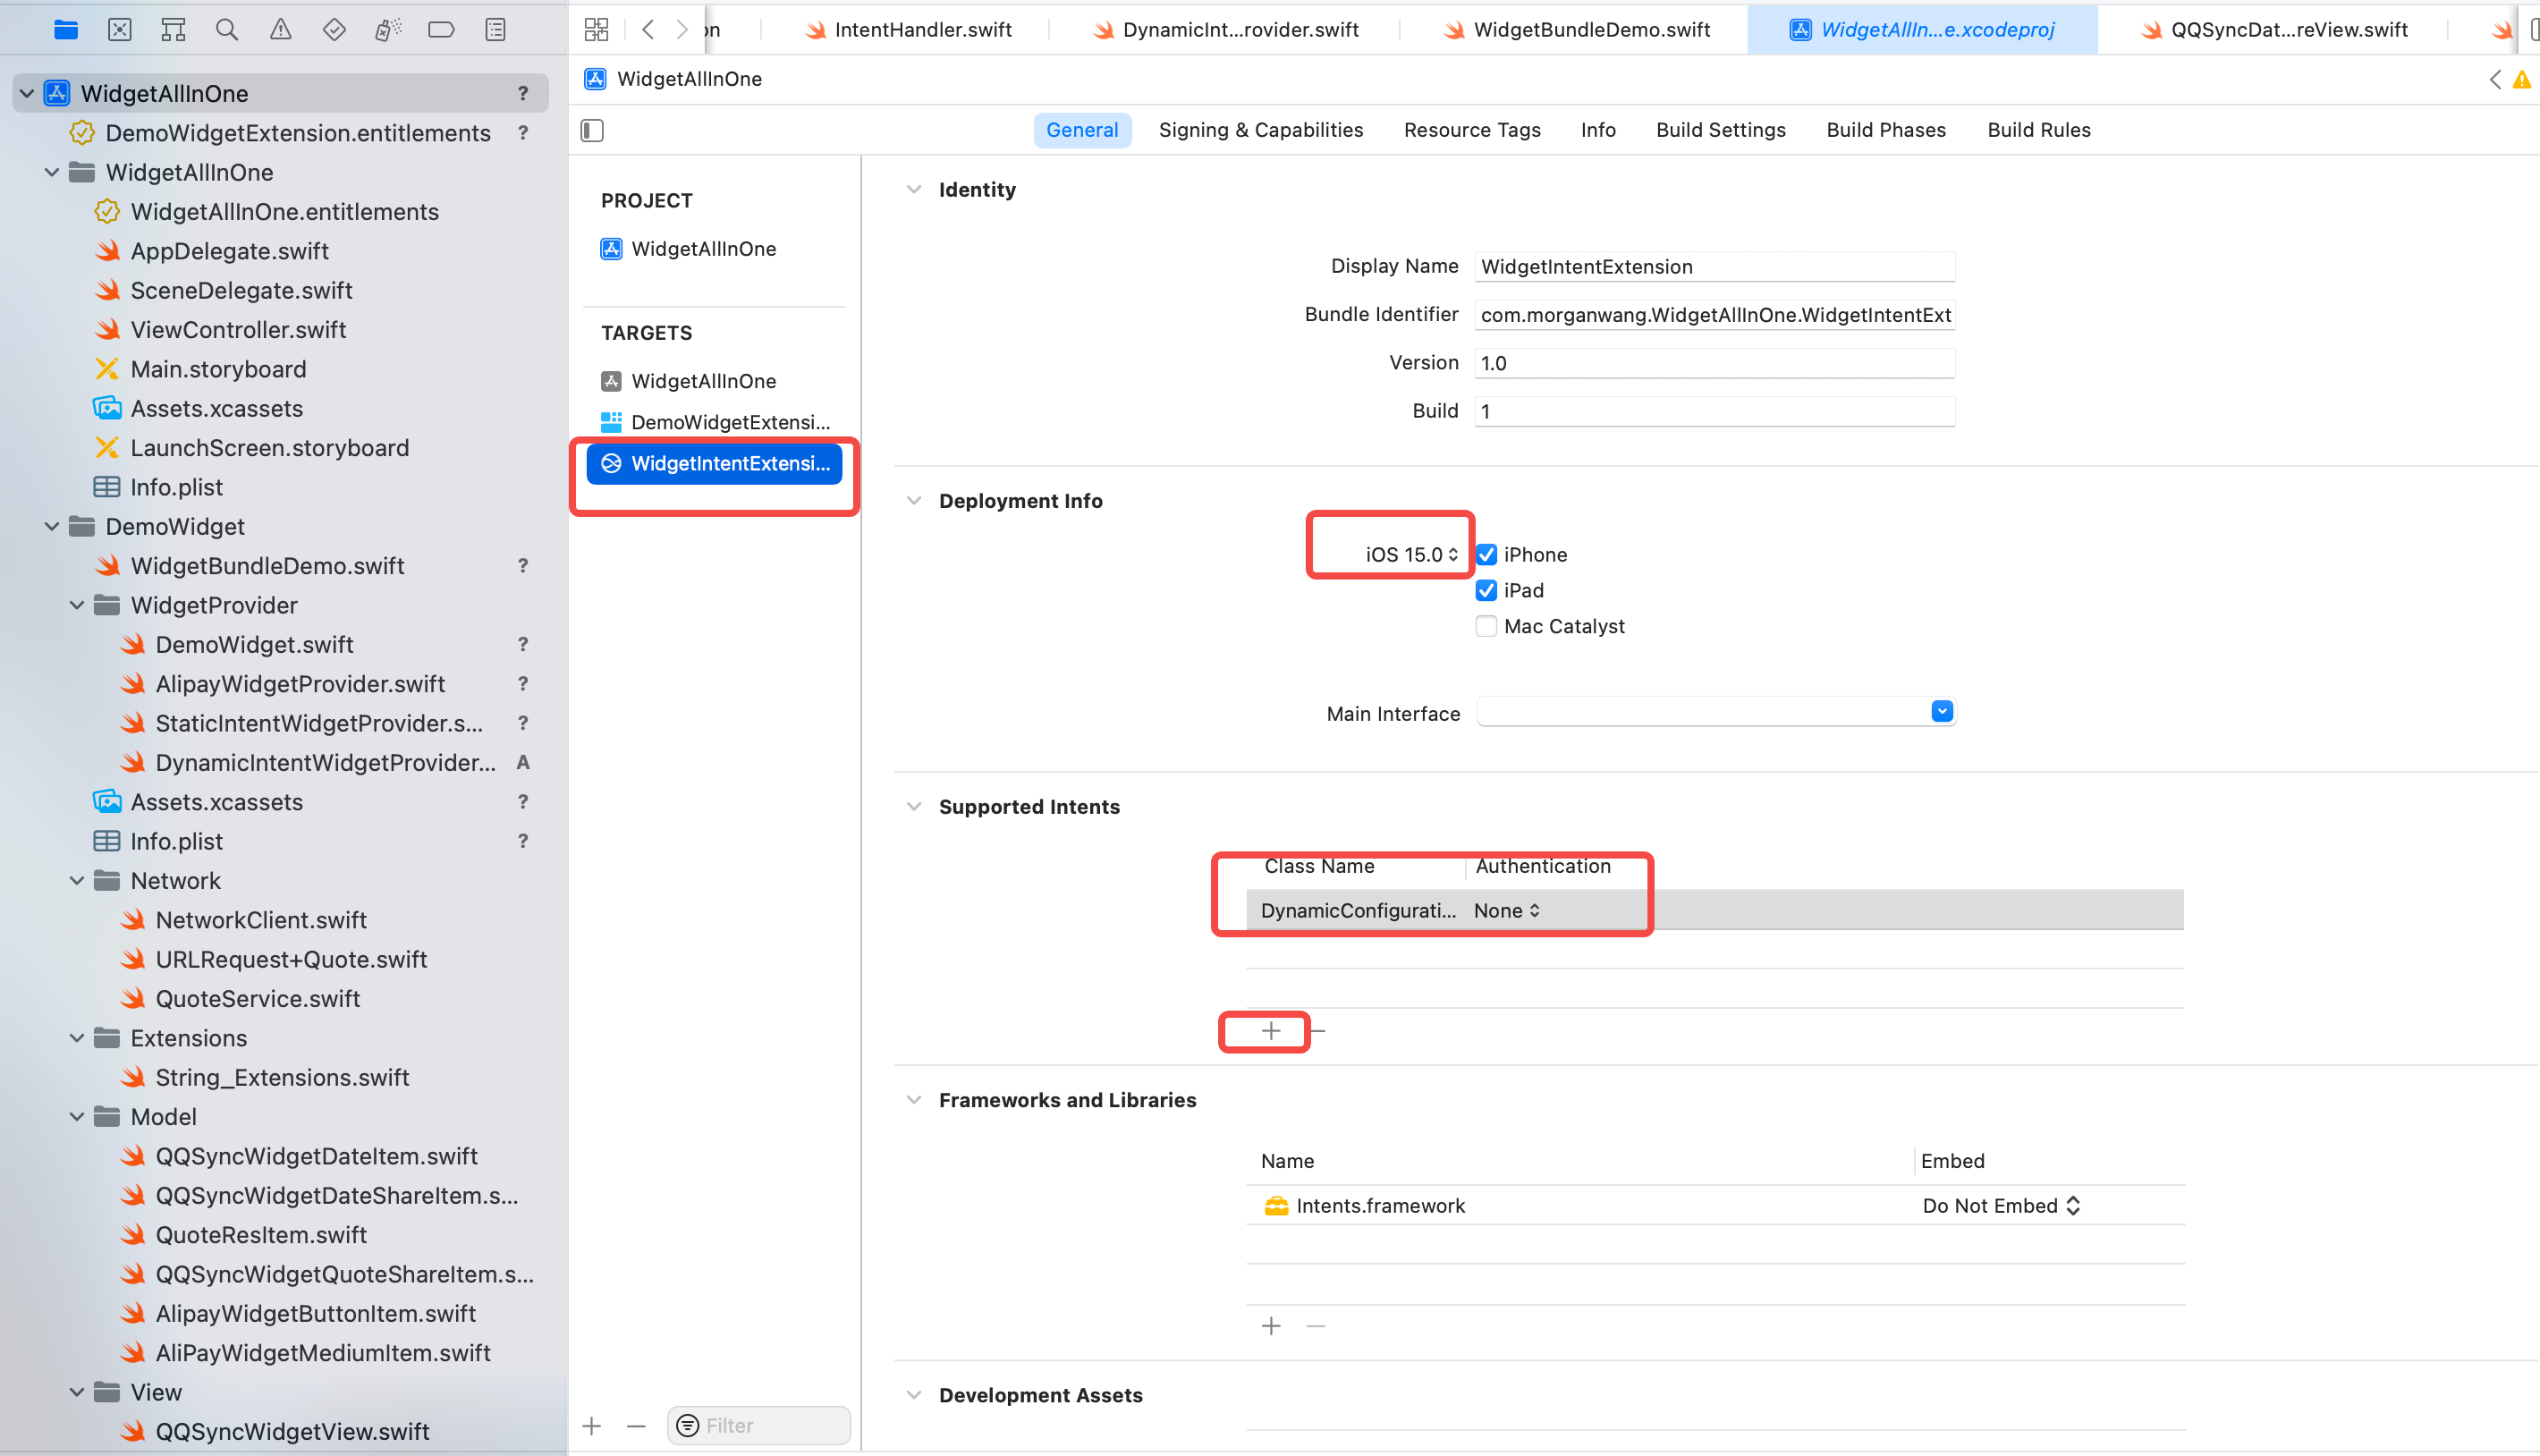 IntentHandler.swift
DynamicInt...rovider.swift
WidgetBundleDemo.swift
WidgetAllIn...e.xcodeproj
QQSyncDat...reView.swift
WidgetAllInOne ?
DemoWidgetExtension.entitlements ?
WidgetAllInOne
WidgetAllInOne.entitlements
AppDelegate.swift
SceneDelegate.swift
ViewController.swift
Main.storyboard
Assets.xcassets
LaunchScreen.storyboard
Info.plist
DemoWidget
WidgetBundleDemo.swift ?
WidgetProvider
DemoWidget.swift ?
AlipayWidgetProvider.swift ?
StaticIntentWidgetProvider.s... ?
DynamicIntentWidgetProvider... A
Assets.xcassets ?
Info.plist ?
Network
NetworkClient.swift
URLRequest+Quote.swift
QuoteService.swift
Extensions
String_Extensions.swift
Model
QQSyncWidgetDateItem.swift
QQSyncWidgetDateShareItem.s...
QuoteResItem.swift
QQSyncWidgetQuoteShareItem.s...
AlipayWidgetButtonItem.swift
AliPayWidgetMediumItem.swift
View
QQSyncWidgetView.swift
WidgetAllInOne
General Signing & Capabilities Resource Tags Info Build Settings Build Phases Build Rules
PROJECT
WidgetAllInOne
TARGETS
WidgetAllInOne
DemoWidgetExtensi...
WidgetIntentExtensi...
Filter
Identity
Display Name WidgetIntentExtension
Bundle Identifier com.morganwang.WidgetAllInOne.WidgetIntentExt
Version 1.0
Build 1
Deployment Info
iOS 15.0 iPhone
iPad
Mac Catalyst
Main Interface
Supported Intents
Class Name Authentication
DynamicConfigurati... None
Frameworks and Libraries
Name Embed
Intents.framework Do Not Embed
Development Assets